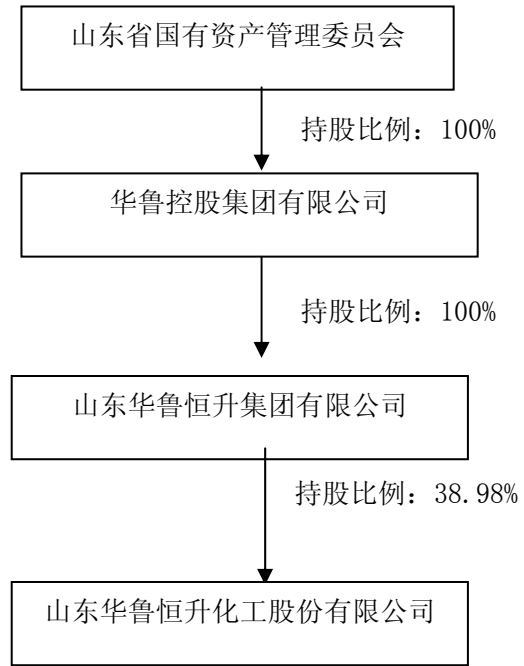 山东省国有资产管理委员会
持股比例：100%
华鲁控股集团有限公司
持股比例：100%
山东华鲁恒升集团有限公司
持股比例：38.98%
山东华鲁恒升化工股份有限公司